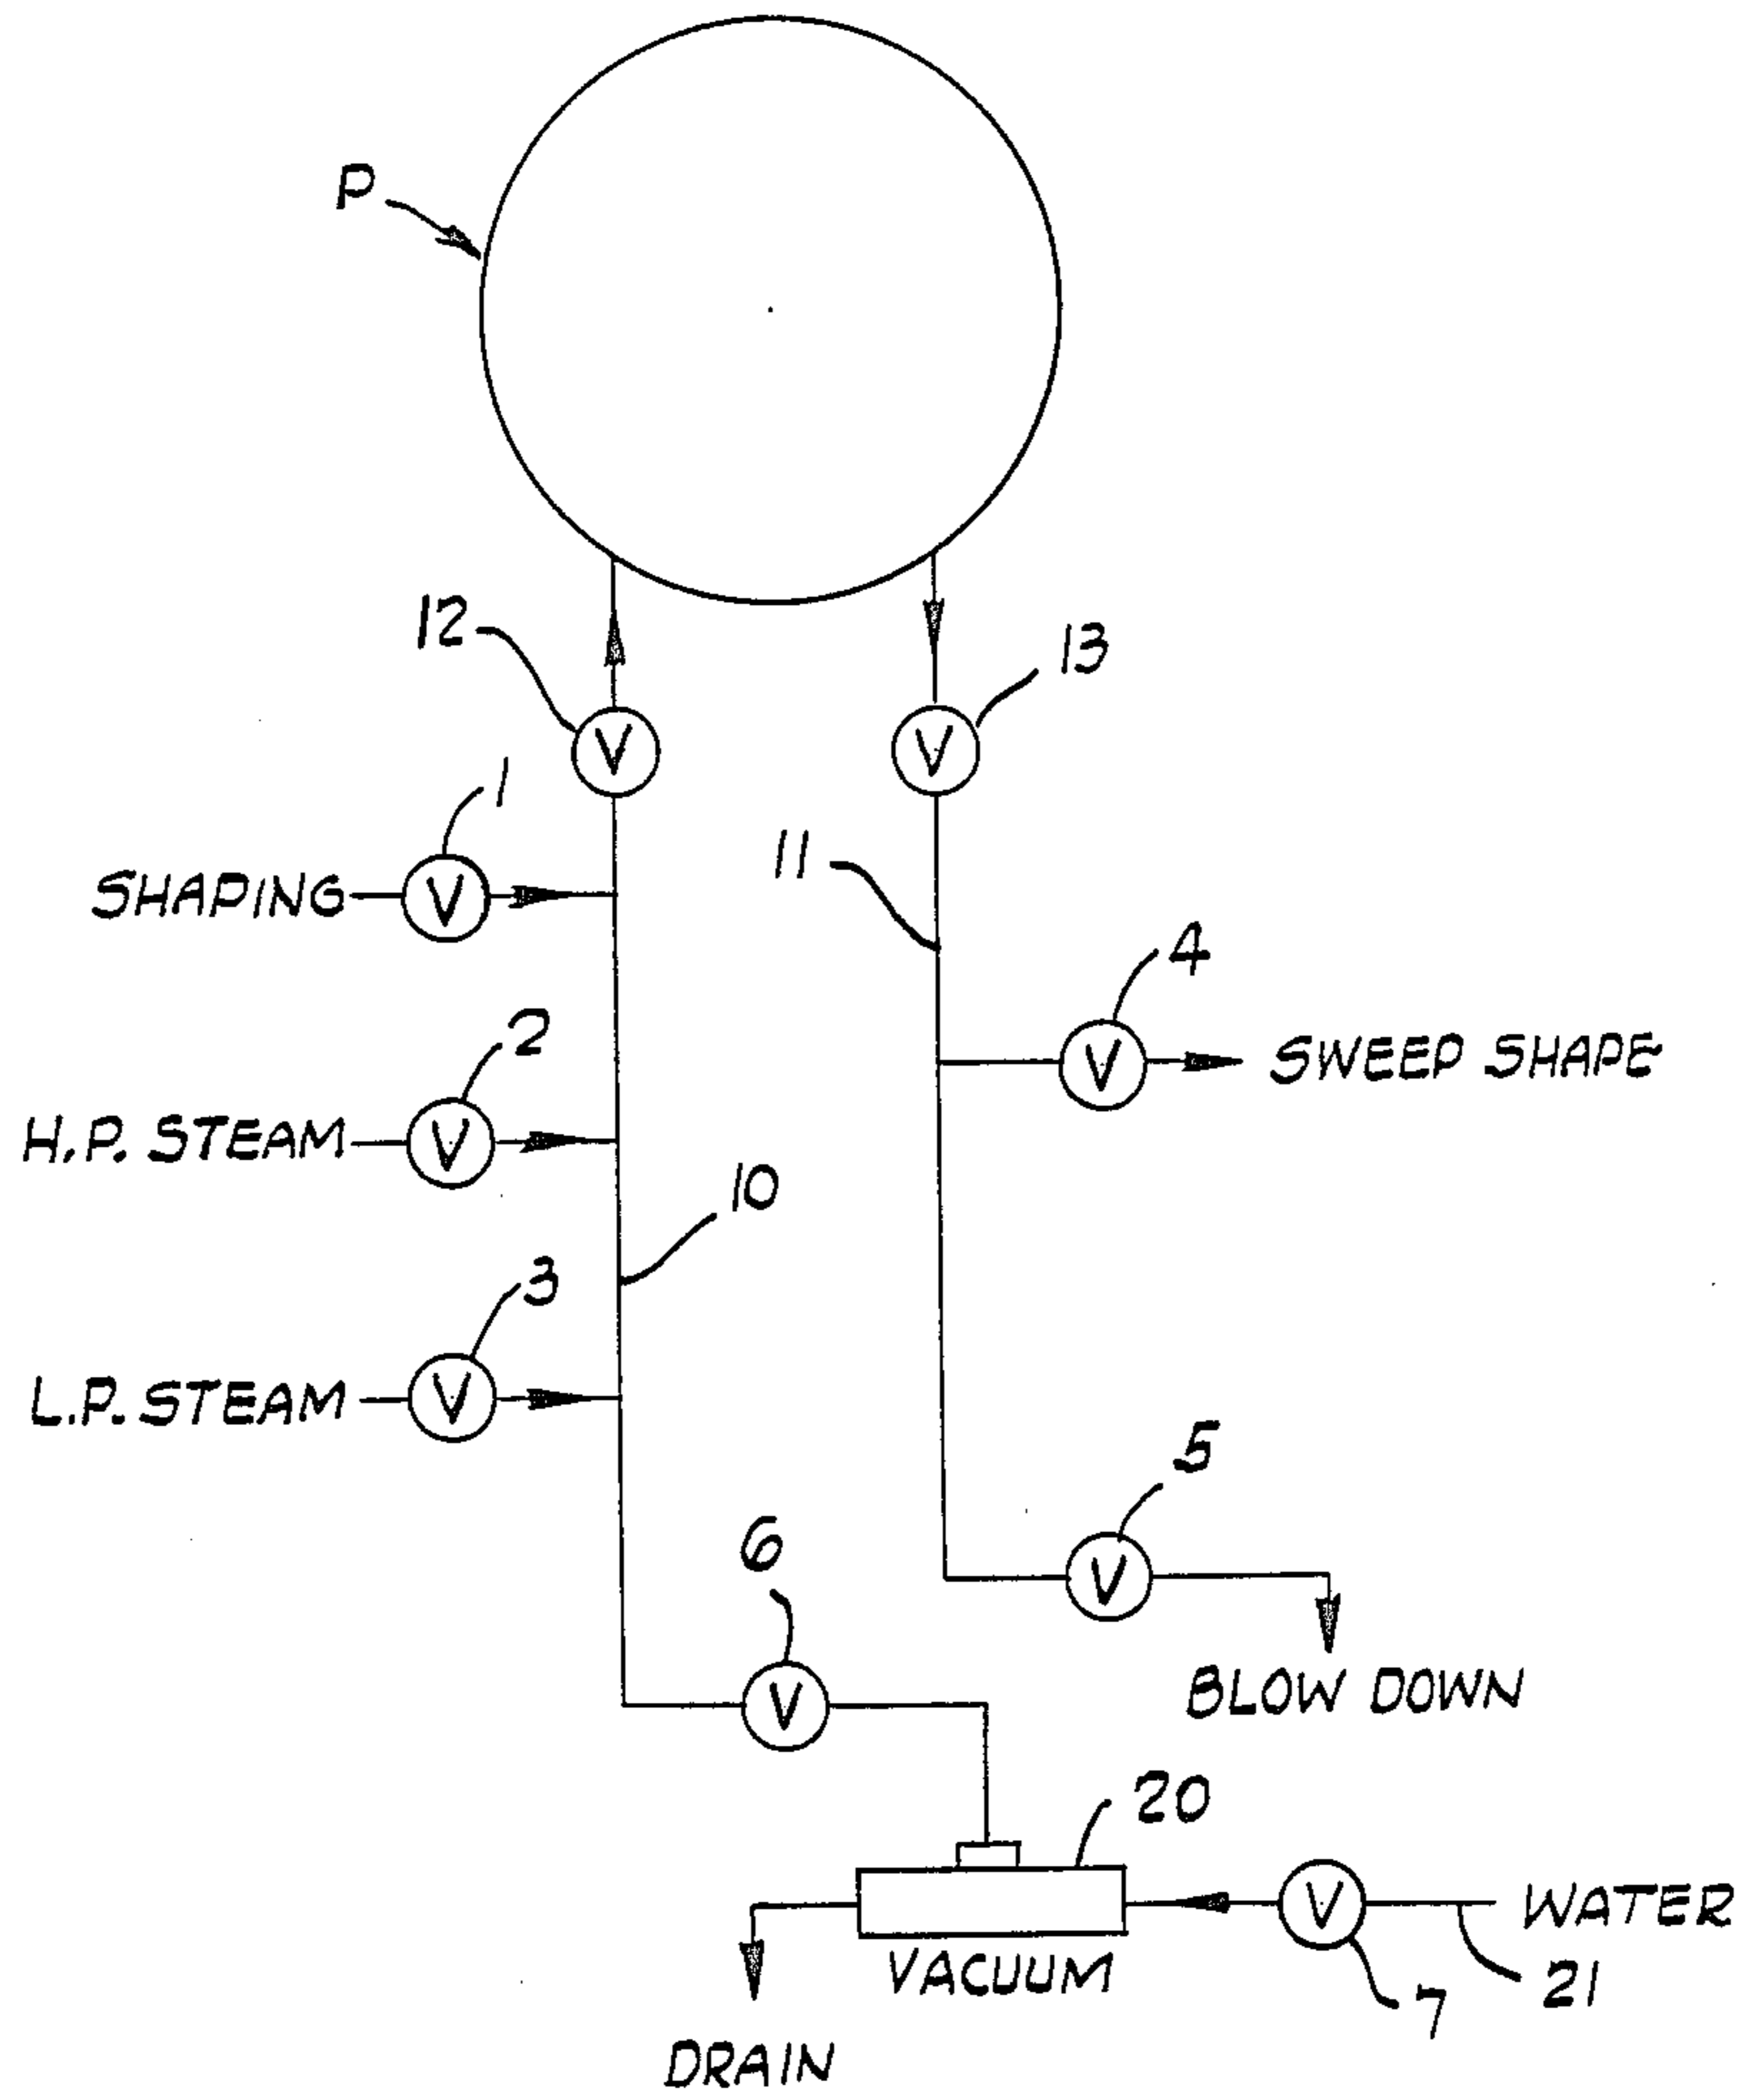 P
12
V
13
V
1
SHAPING
V
11
4
V
SWEEP SHAPE
2
H.P. STEAM
V
10
3
L.P. STEAM
V
5
V
BLOW DOWN
6
V
20
VACUUM
V
WATER
7
21
DRAIN